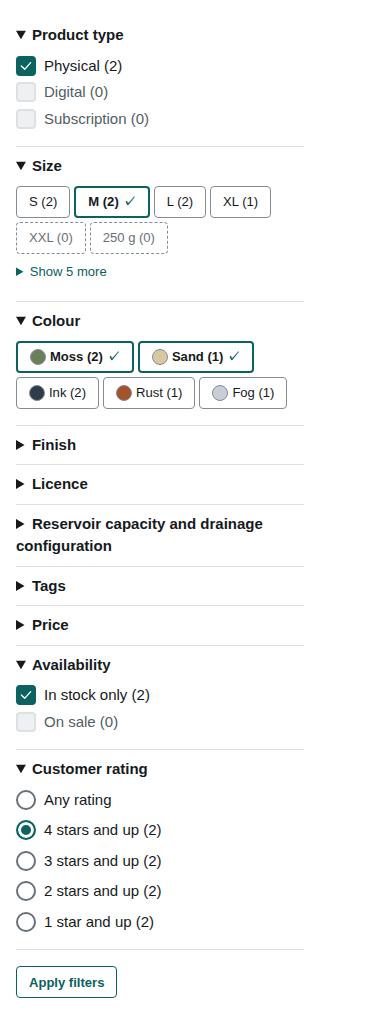 Product type
Physical (2)
Digital (0)
Subscription (0)
Size
S (2) M (2) ✓ L (2) XL (1)
XXL (0) 250 g (0)
Show 5 more
Colour
Moss (2) ✓ Sand (1) ✓
Ink (2) Rust (1) Fog (1)
Finish
Licence
Reservoir capacity and drainage
configuration
Tags
Price
Availability
In stock only (2)
On sale (0)
Customer rating
Any rating
4 stars and up (2)
3 stars and up (2)
2 stars and up (2)
1 star and up (2)
Apply filters